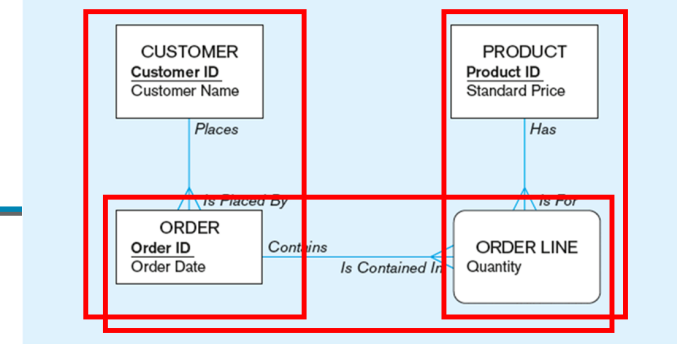 CUSTOMER
Customer ID
Customer Name
PRODUCT
Product ID
Standard Price
Places
Has
Is Placed By
Is For
ORDER
Order ID
Order Date
Contains
Is Contained In
ORDER LINE
Quantity